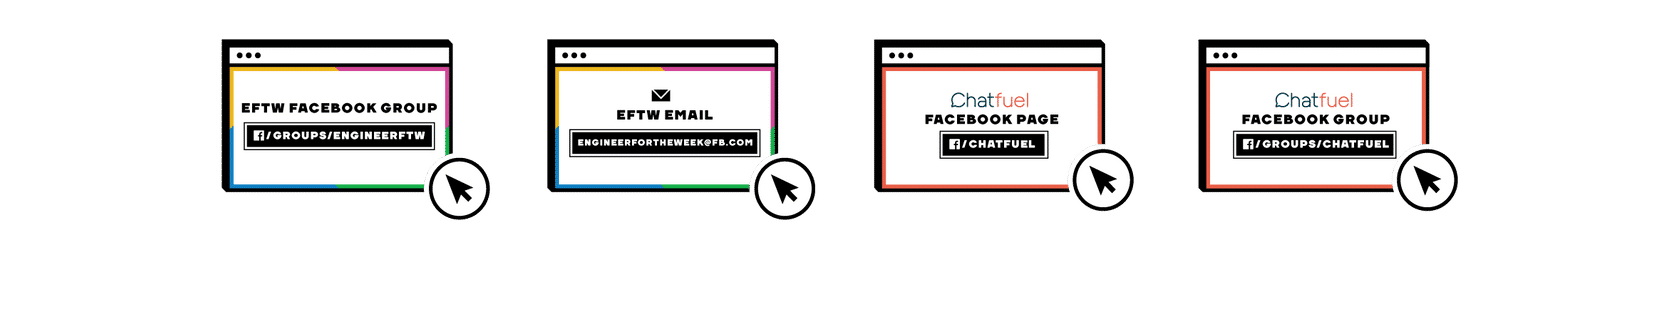 EFTW FACEBOOK GROUP
/GROUPS/ENGINEERFTW
EFTW EMAIL
ENGINEERFORTHEWEEK@FB.COM
Chatfuel
FACEBOOK PAGE
/CHATFUEL
Chatfuel
FACEBOOK GROUP
/GROUPS/CHATFUEL